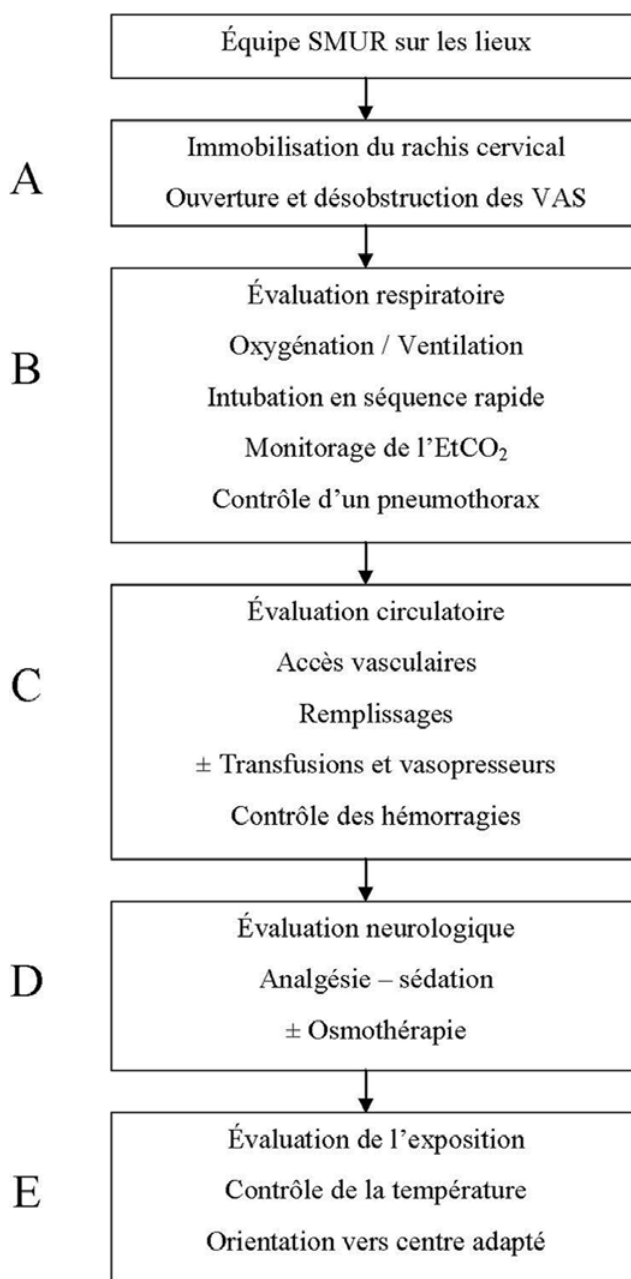 Équipe SMUR sur les lieux
A
Immobilisation du rachis cervical
Ouverture et désobstruction des VAS
B
Évaluation respiratoire
Oxygénation / Ventilation
Intubation en séquence rapide
Monitorage de l’EtCO₂
Contrôle d’un pneumothorax
C
Évaluation circulatoire
Accès vasculaires
Remplissages
± Transfusions et vasopresseurs
Contrôle des hémorragies
D
Évaluation neurologique
Analgésie – sédation
± Osmothérapie
E
Évaluation de l’exposition
Contrôle de la température
Orientation vers centre adapté